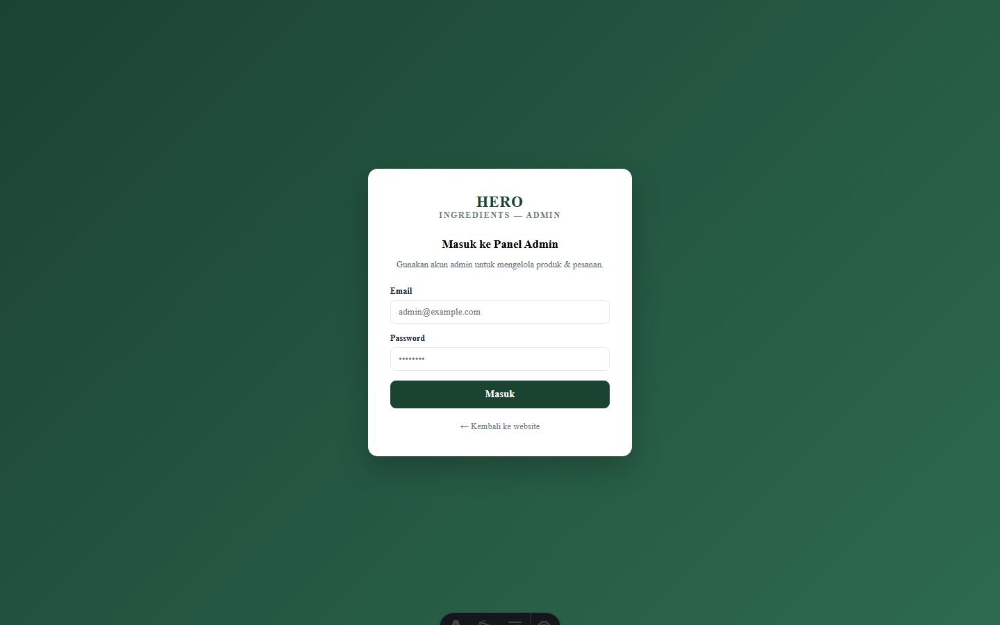 HERO
INGREDIENTS — ADMIN
Masuk ke Panel Admin
Gunakan akun admin untuk mengelola produk & pesanan.
Email
admin@example.com
Password
••••••••
Masuk
← Kembali ke website